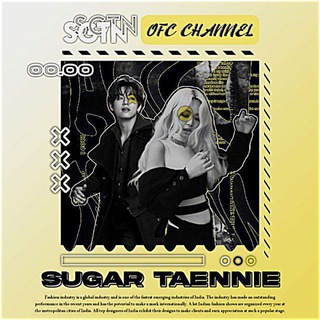 SGTN
SGTN
OFC CHANNEL
00.00
SUGAR TAENNIE
Fashion industry is a global industry and is one of the fastest emerging industries of India. The industry has made an outstanding
performance in the recent years and has the potential to make a mark internationally. A lot Indian fashion shows are organized every year at
the metropolitan cities of India. All top designers of India exhibit their designs to make clients and earn appreciation at such a popular stage.